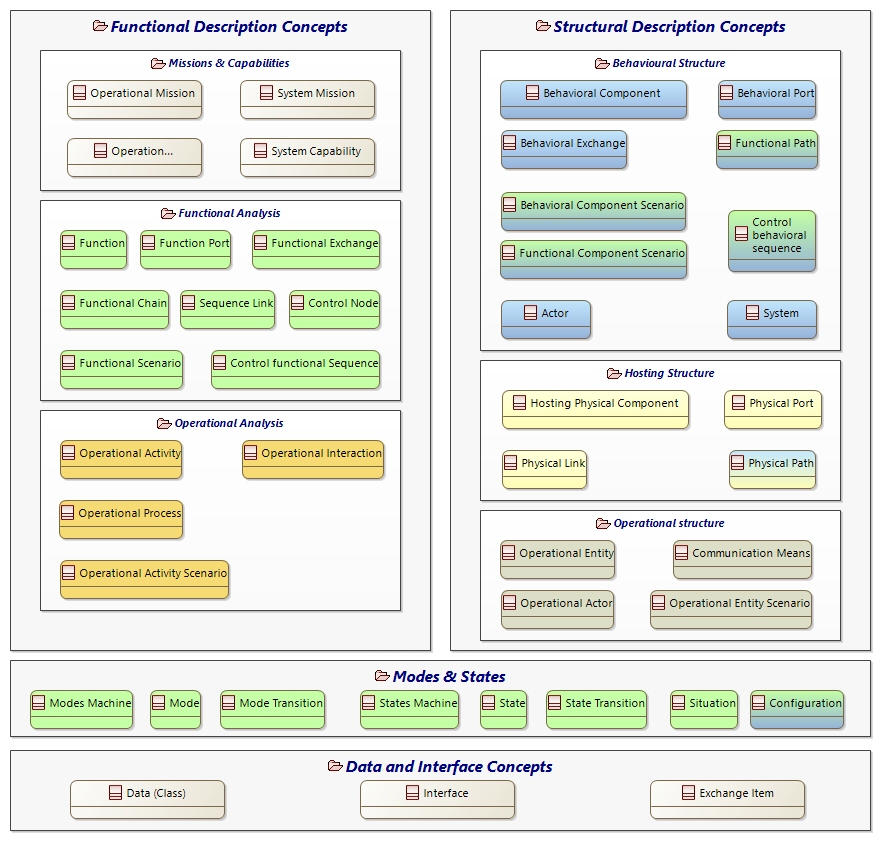 Functional Description Concepts
Missions & Capabilities
Operational Mission
System Mission
Operation...
System Capability
Functional Analysis
Function
Function Port
Functional Exchange
Functional Chain
Sequence Link
Control Node
Functional Scenario
Control functional Sequence
Operational Analysis
Operational Activity
Operational Interaction
Operational Process
Operational Activity Scenario
Structural Description Concepts
Behavioural Structure
Behavioral Component
Behavioral Port
Behavioral Exchange
Functional Path
Behavioral Component Scenario
Control
behavioral
sequence
Functional Component Scenario
Actor
System
Hosting Structure
Hosting Physical Component
Physical Port
Physical Link
Physical Path
Operational structure
Operational Entity
Communication Means
Operational Actor
Operational Entity Scenario
Modes & States
Modes Machine
Mode
Mode Transition
States Machine
State
State Transition
Situation
Configuration
Data and Interface Concepts
Data (Class)
Interface
Exchange Item